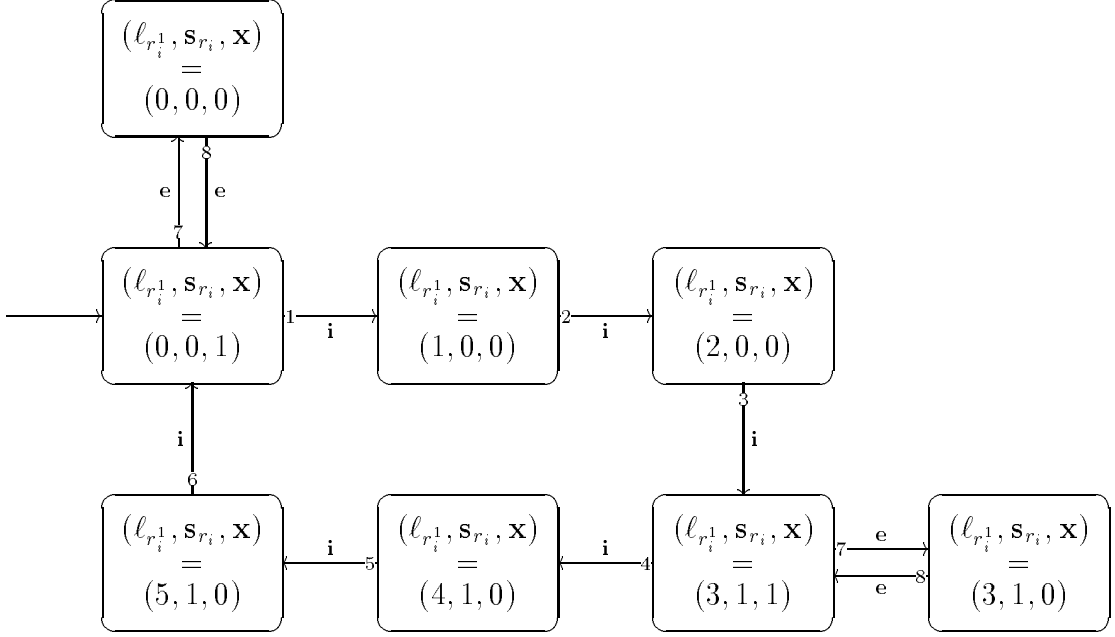 (ℓ_{r_i^1}, s_{r_i}, x)
=
(0, 0, 0)
8
e e
7
(ℓ_{r_i^1}, s_{r_i}, x)
=
(0, 0, 1)
1
i
(ℓ_{r_i^1}, s_{r_i}, x)
=
(1, 0, 0)
2
i
(ℓ_{r_i^1}, s_{r_i}, x)
=
(2, 0, 0)
3
i
i
6
(ℓ_{r_i^1}, s_{r_i}, x)
=
(5, 1, 0)
i
5
(ℓ_{r_i^1}, s_{r_i}, x)
=
(4, 1, 0)
i
4
(ℓ_{r_i^1}, s_{r_i}, x)
=
(3, 1, 1)
e
7
8
e
(ℓ_{r_i^1}, s_{r_i}, x)
=
(3, 1, 0)